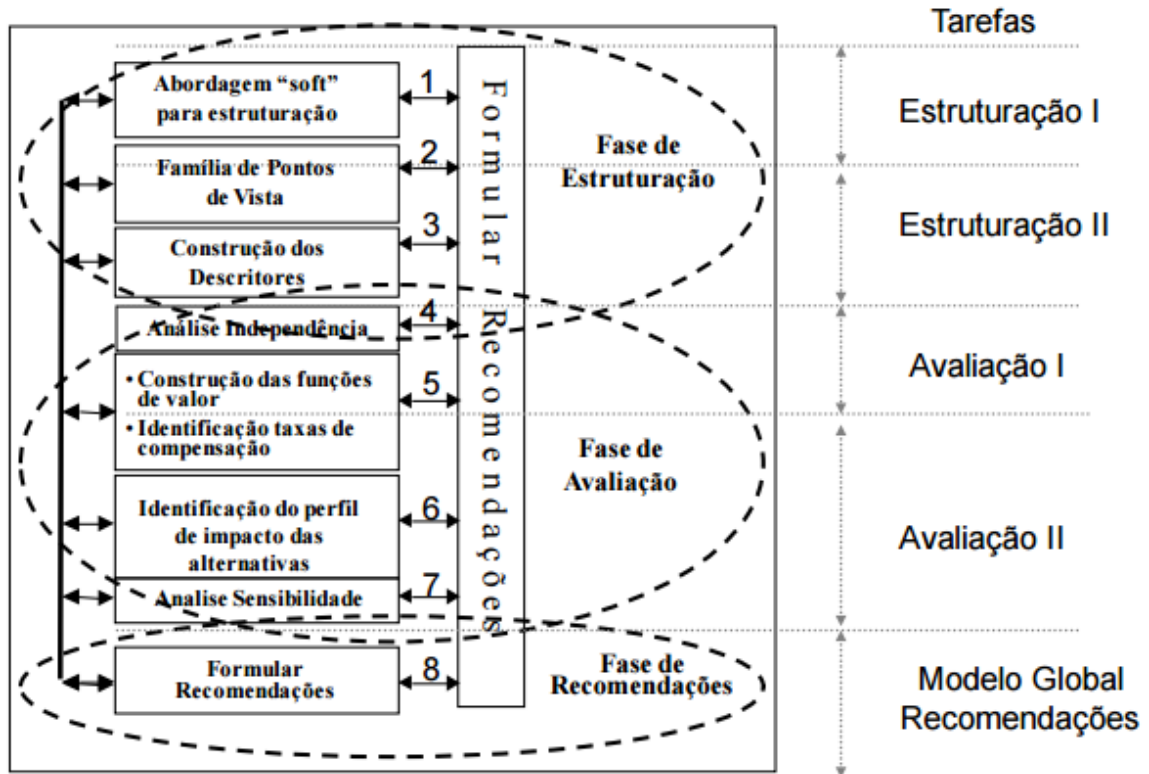 Tarefas
Abordagem “soft”
para estruturação
1
Família de Pontos
de Vista
2
Construção dos
Descritores
3
Análise Independência
4
• Construção das funções
de valor
• Identificação taxas de
compensação
5
Identificação do perfil
de impacto das
alternativas
6
Analise Sensibilidade
7
Formular
Recomendações
8
Formular Recomendações
Fase de
Estruturação
Fase de
Avaliação
Fase de
Recomendações
Estruturação I
Estruturação II
Avaliação I
Avaliação II
Modelo Global
Recomendações